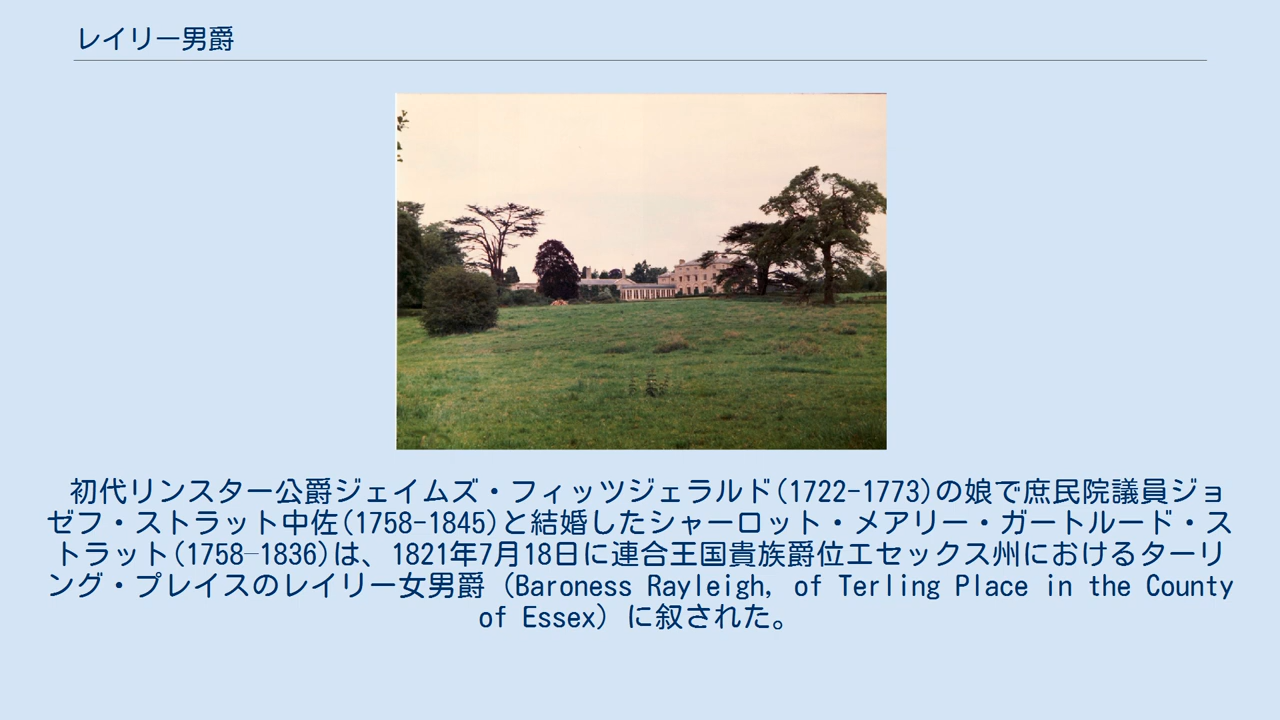 レイリー男爵
初代リンスター公爵ジェイムズ・フィッツジェラルド(1722-1773)の娘で庶民院議員ジョ
ゼフ・ストラット中佐(1758-1845)と結婚したシャーロット・メアリー・ガートルード・ス
トラット(1758–1836)は、1821年7月18日に連合王国貴族爵位エセックス州におけるターリ
ング・プレイスのレイリー女男爵（Baroness Rayleigh, of Terling Place in the County
of Essex）に叙された。